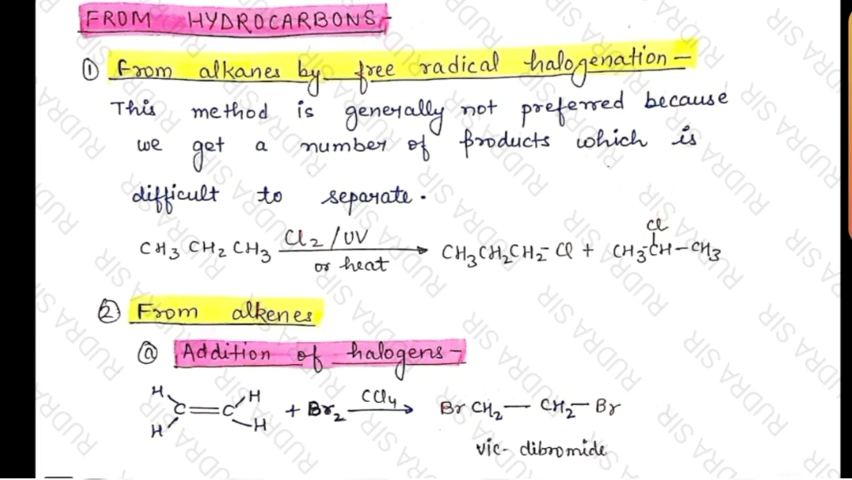 FROM HYDROCARBONS-
① From alkanes by free radical halogenation-
This method is generally not preferred because
we get a number of products which is
difficult to separate.
CH₃ CH₂ CH₃ Cl₂/UV or heat → CH₃CH₂CH₂-Cl + CH₃-CH(Cl)-CH₃
② From alkenes
ⓐ Addition of halogens-
H H C=C H H + Br₂ CCl₄ → BrCH₂-CH₂-Br
vic-dibromide
RUDRA SIR